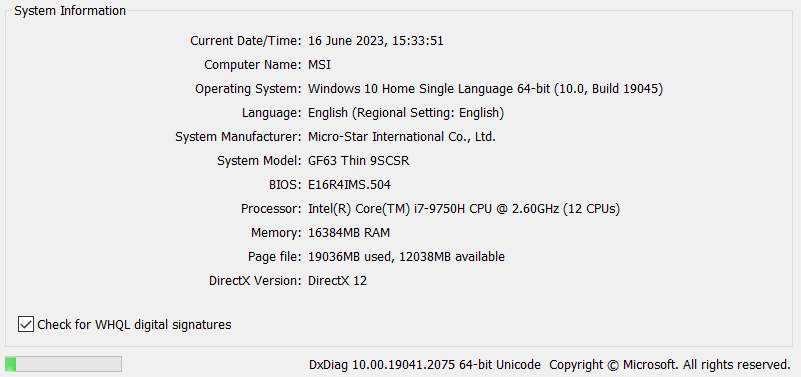 System Information
Current Date/Time: 16 June 2023, 15:33:51
Computer Name: MSI
Operating System: Windows 10 Home Single Language 64-bit (10.0, Build 19045)
Language: English (Regional Setting: English)
System Manufacturer: Micro-Star International Co., Ltd.
System Model: GF63 Thin 9SCSR
BIOS: E16R4IMS.504
Processor: Intel(R) Core(TM) i7-9750H CPU @ 2.60GHz (12 CPUs)
Memory: 16384MB RAM
Page file: 19036MB used, 12038MB available
DirectX Version: DirectX 12
Check for WHQL digital signatures
DxDiag 10.00.19041.2075 64-bit Unicode Copyright © Microsoft. All rights reserved.